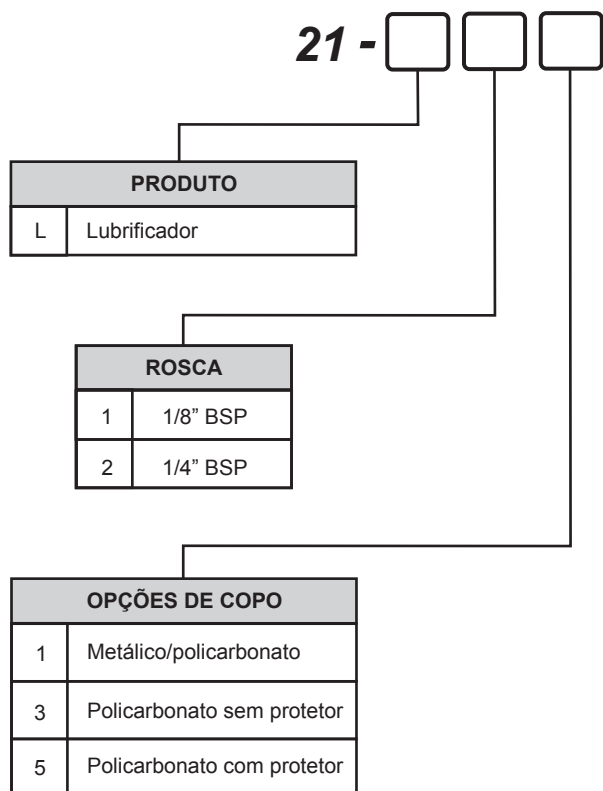 21 -
PRODUTO
L Lubrificador
ROSCA
1 1/8” BSP
2 1/4” BSP
OPÇÕES DE COPO
1 Metálico/policarbonato
3 Policarbonato sem protetor
5 Policarbonato com protetor